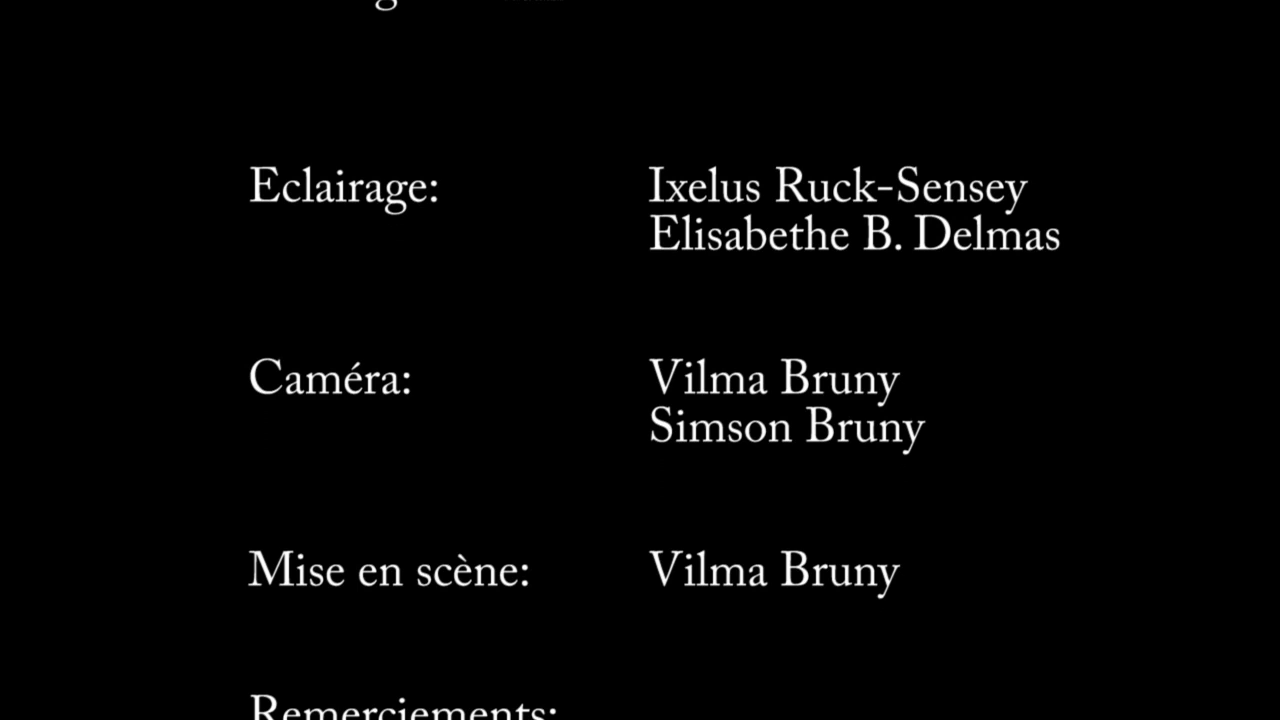 Eclairage: Ixelus Ruck-Sensey
Elisabethe B. Delmas
Caméra: Vilma Bruny
Simson Bruny
Mise en scène: Vilma Bruny
Remerciements: